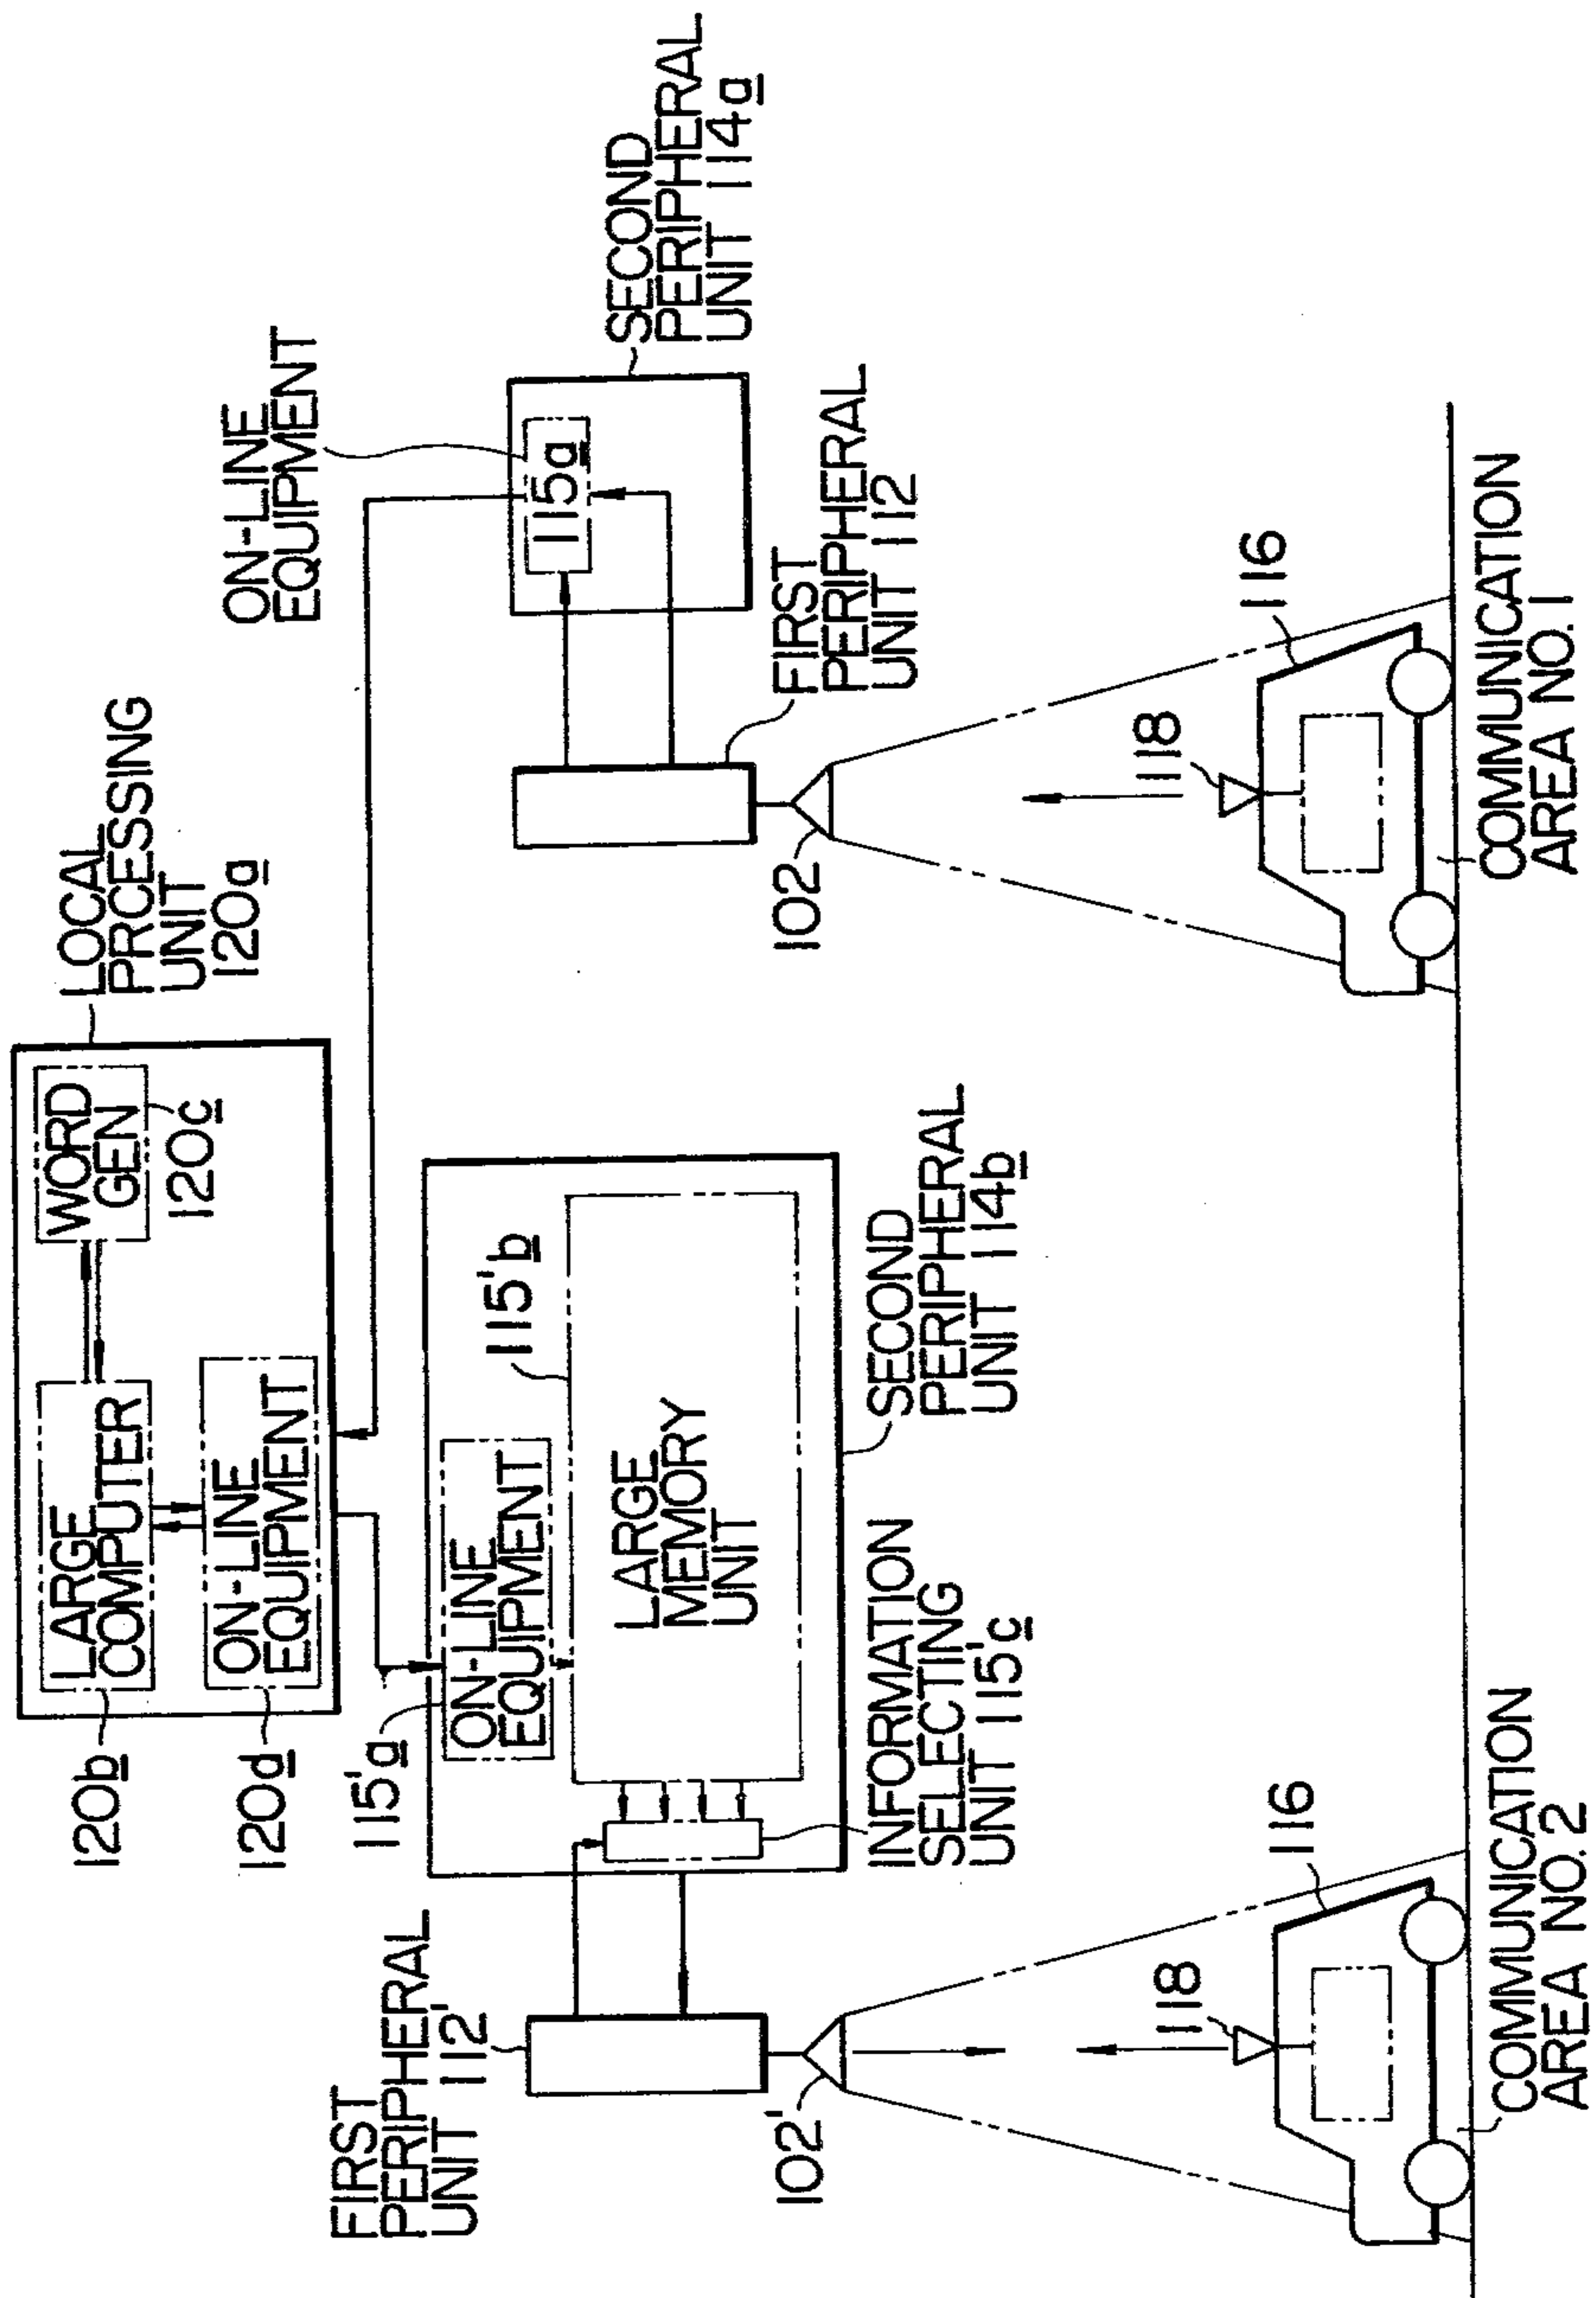 LOCAL
PROCESSING
UNIT
120a
LARGE
COMPUTER
120b
WORD
GEN
120c
ON-LINE
EQUIPMENT
120d
ON-LINE
EQUIPMENT
115a
SECOND
PERIPHERAL
UNIT 114a
115'a
ON-LINE
EQUIPMENT
115'b
LARGE
MEMORY
UNIT
FIRST
PERIPHERAL
UNIT 112'
INFORMATION
SELECTING
UNIT 115'c
SECOND
PERIPHERAL
UNIT 114b
FIRST
PERIPHERAL
UNIT 112
102'
102
118
116
118
116
COMMUNICATION
AREA NO. 2
COMMUNICATION
AREA NO. 1